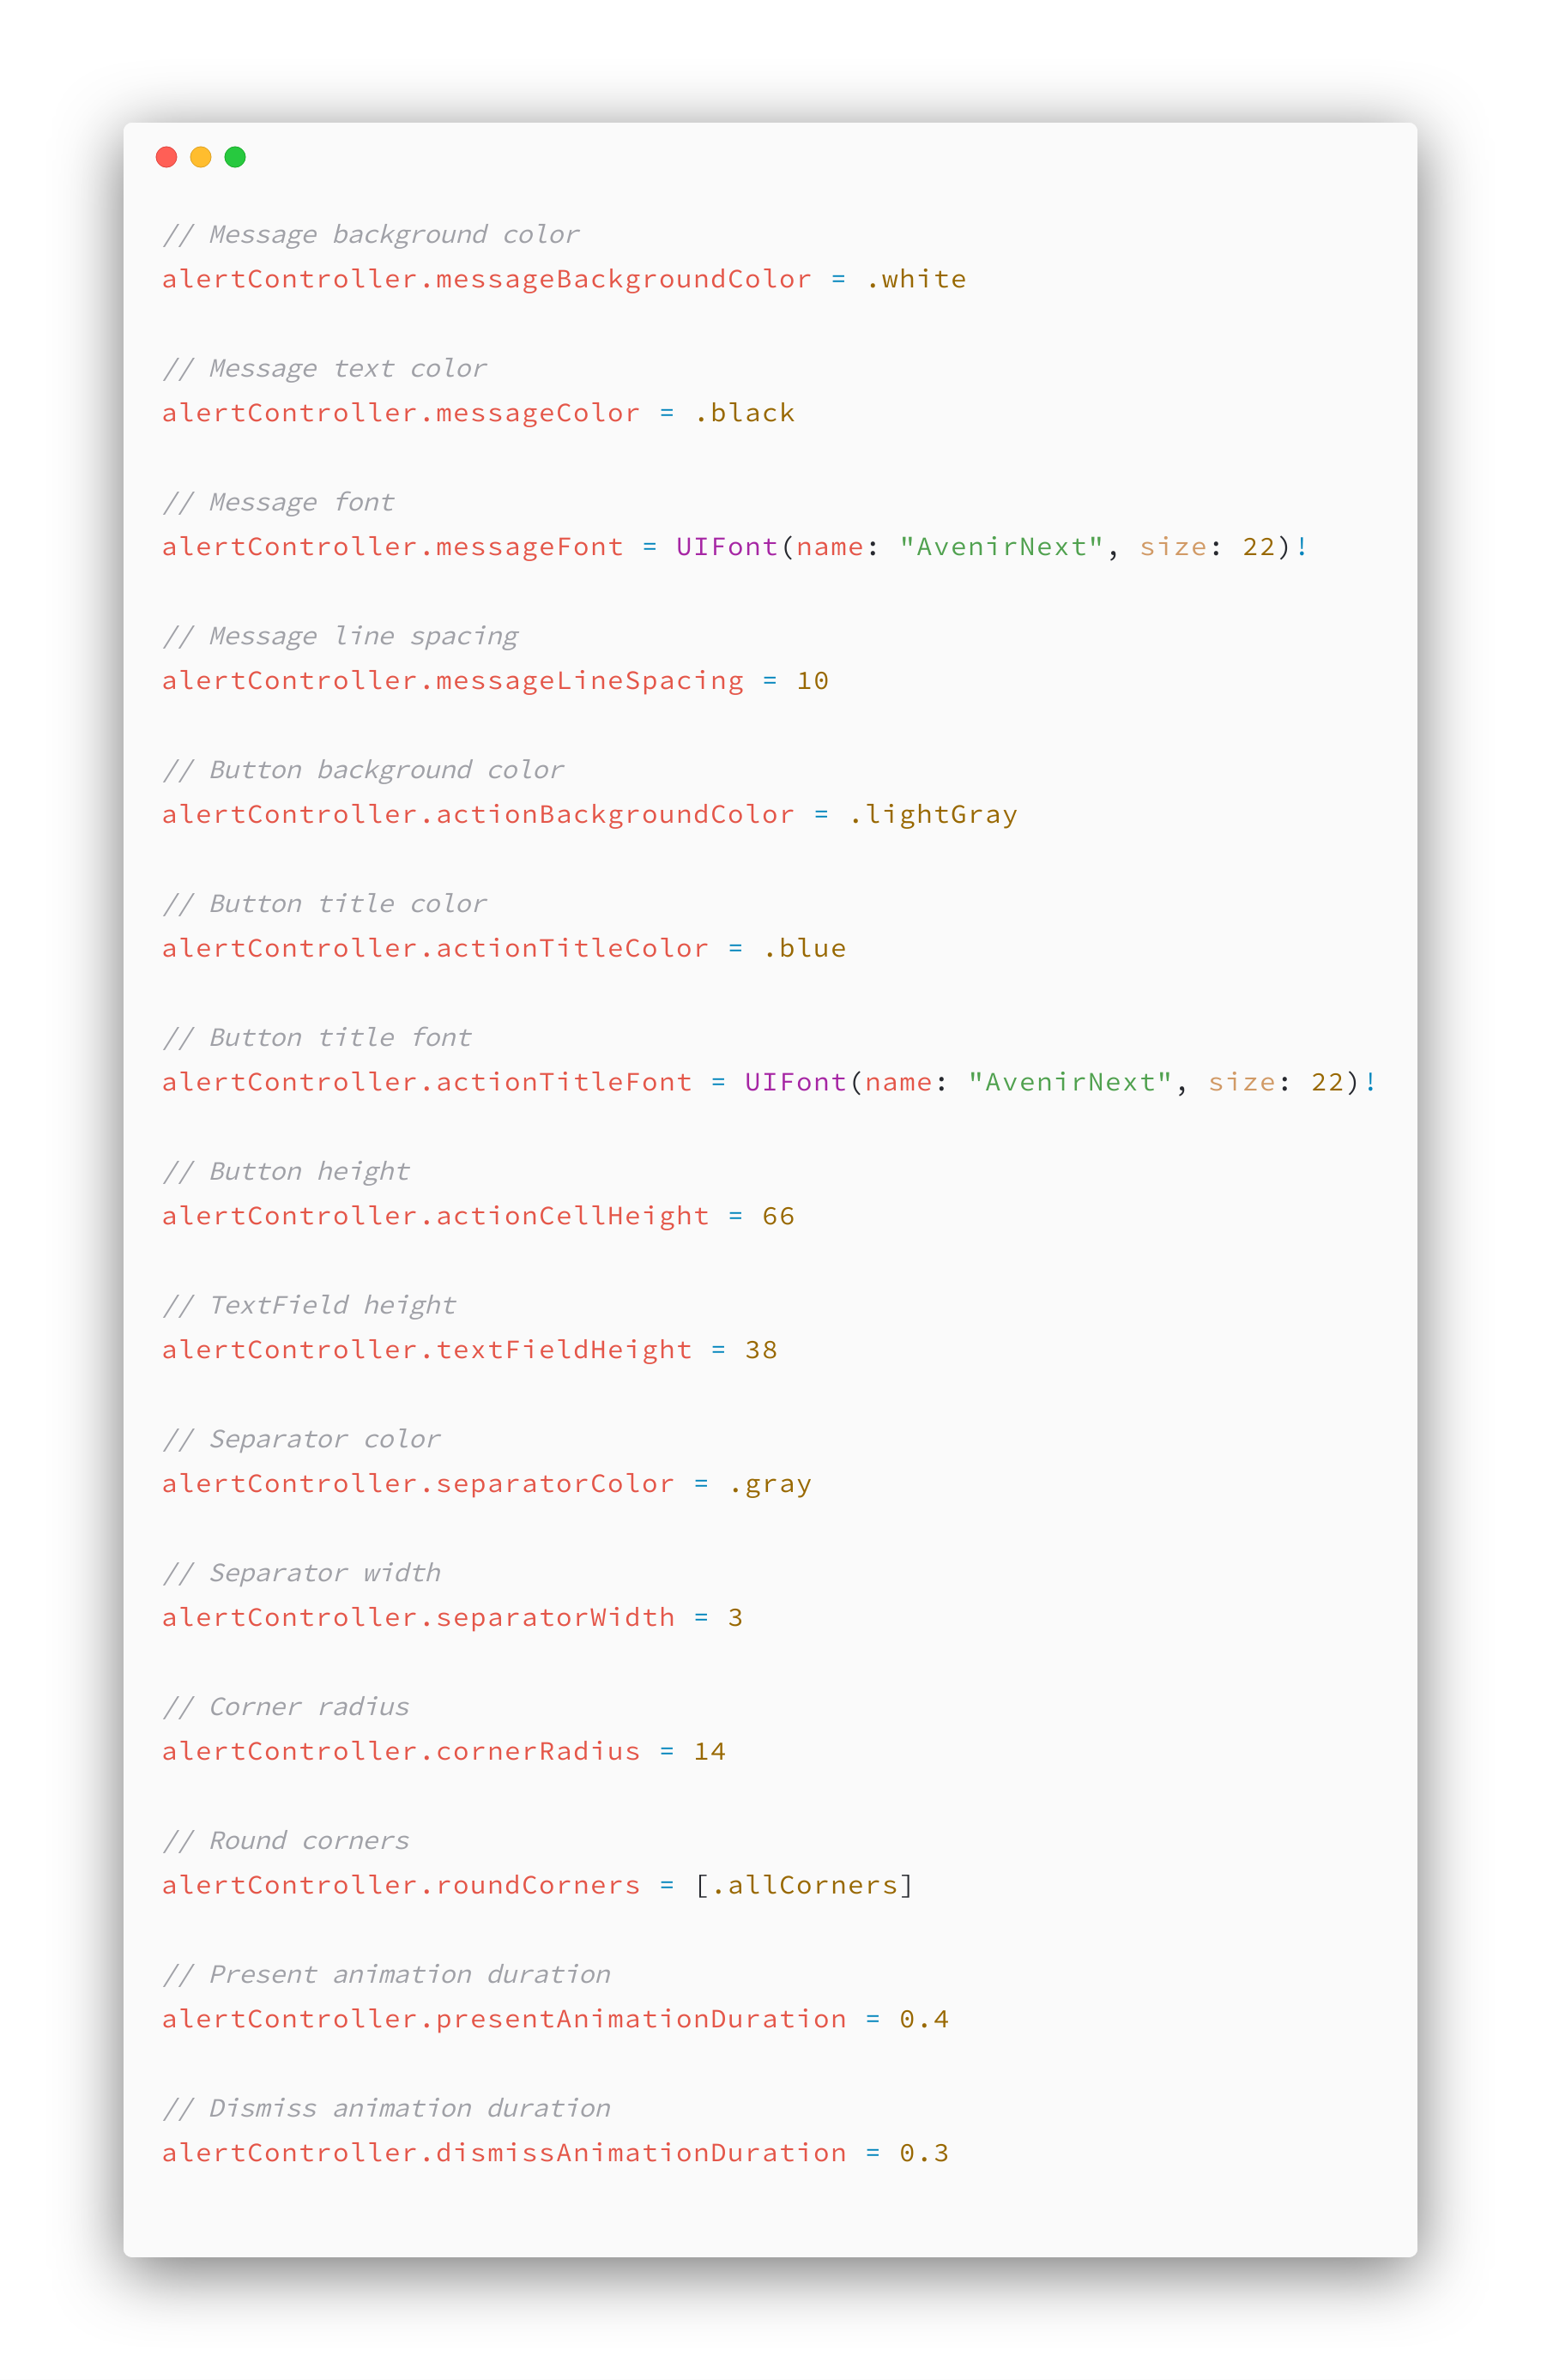 // Message background color
alertController.messageBackgroundColor = .white
// Message text color
alertController.messageColor = .black
// Message font
alertController.messageFont = UIFont(name: "AvenirNext", size: 22)!
// Message line spacing
alertController.messageLineSpacing = 10
// Button background color
alertController.actionBackgroundColor = .lightGray
// Button title color
alertController.actionTitleColor = .blue
// Button title font
alertController.actionTitleFont = UIFont(name: "AvenirNext", size: 22)!
// Button height
alertController.actionCellHeight = 66
// TextField height
alertController.textFieldHeight = 38
// Separator color
alertController.separatorColor = .gray
// Separator width
alertController.separatorWidth = 3
// Corner radius
alertController.cornerRadius = 14
// Round corners
alertController.roundCorners = [.allCorners]
// Present animation duration
alertController.presentAnimationDuration = 0.4
// Dismiss animation duration
alertController.dismissAnimationDuration = 0.3